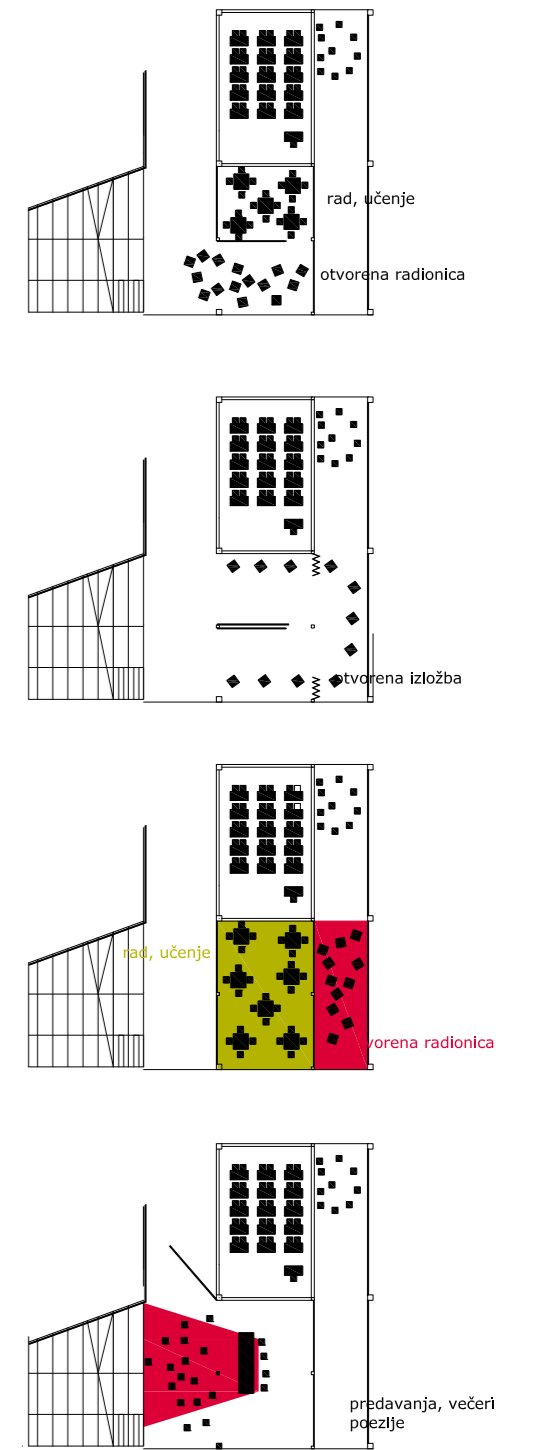 rad, učenje
otvorena radionica
otvorena izložba
rad, učenje
vorena radionica
predavanja, večeri
poezlje